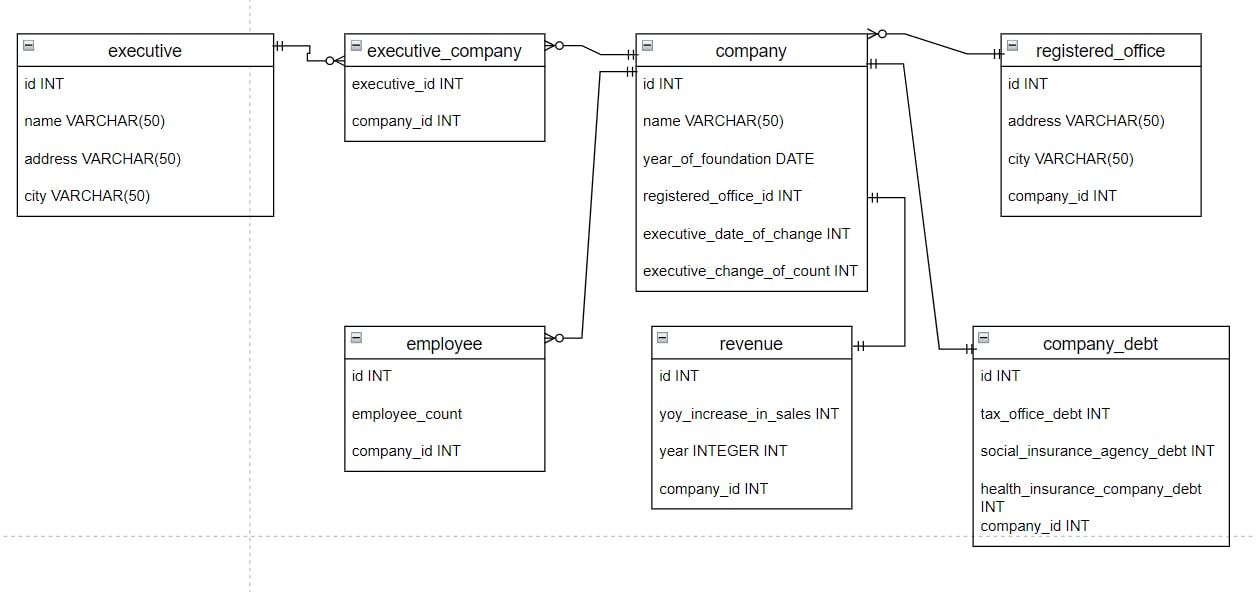 executive
id INT
name VARCHAR(50)
address VARCHAR(50)
city VARCHAR(50)
executive_company
executive_id INT
company_id INT
company
id INT
name VARCHAR(50)
year_of_foundation DATE
registered_office_id INT
executive_date_of_change INT
executive_change_of_count INT
registered_office
id INT
address VARCHAR(50)
city VARCHAR(50)
company_id INT
employee
id INT
employee_count
company_id INT
revenue
id INT
yoy_increase_in_sales INT
year INTEGER INT
company_id INT
company_debt
id INT
tax_office_debt INT
social_insurance_agency_debt INT
health_insurance_company_debt
INT
company_id INT